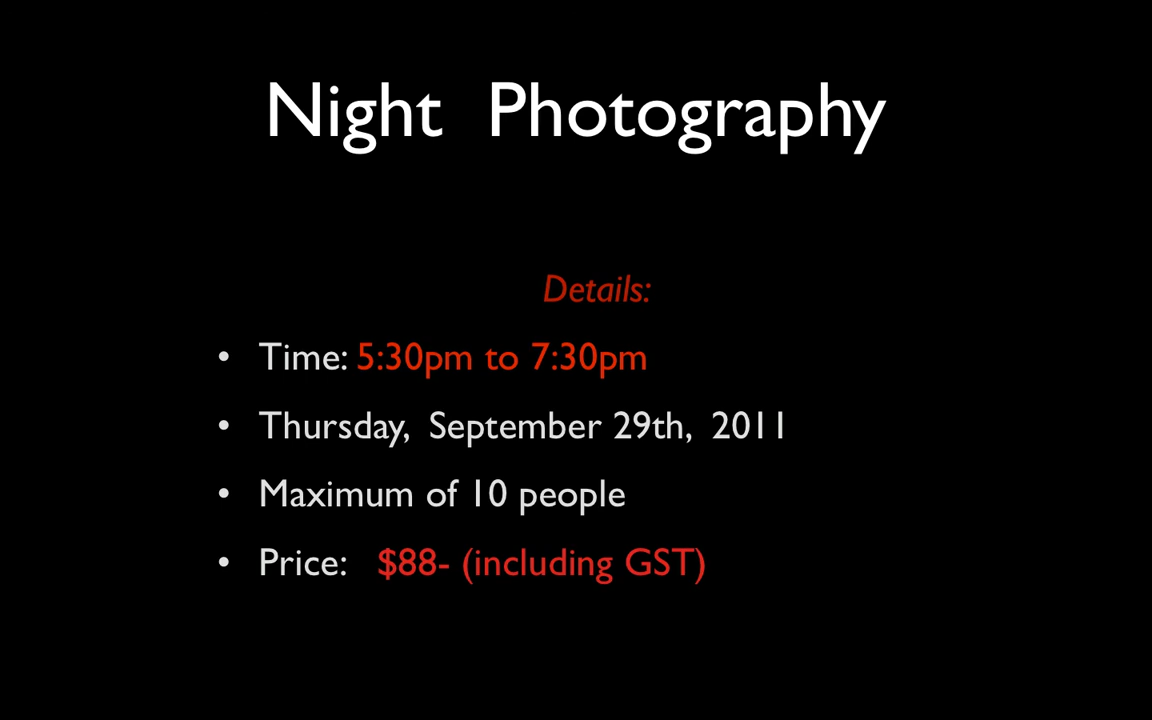 Night Photography
Details:
• Time: 5:30pm to 7:30pm
• Thursday, September 29th, 2011
• Maximum of 10 people
• Price: $88- (including GST)